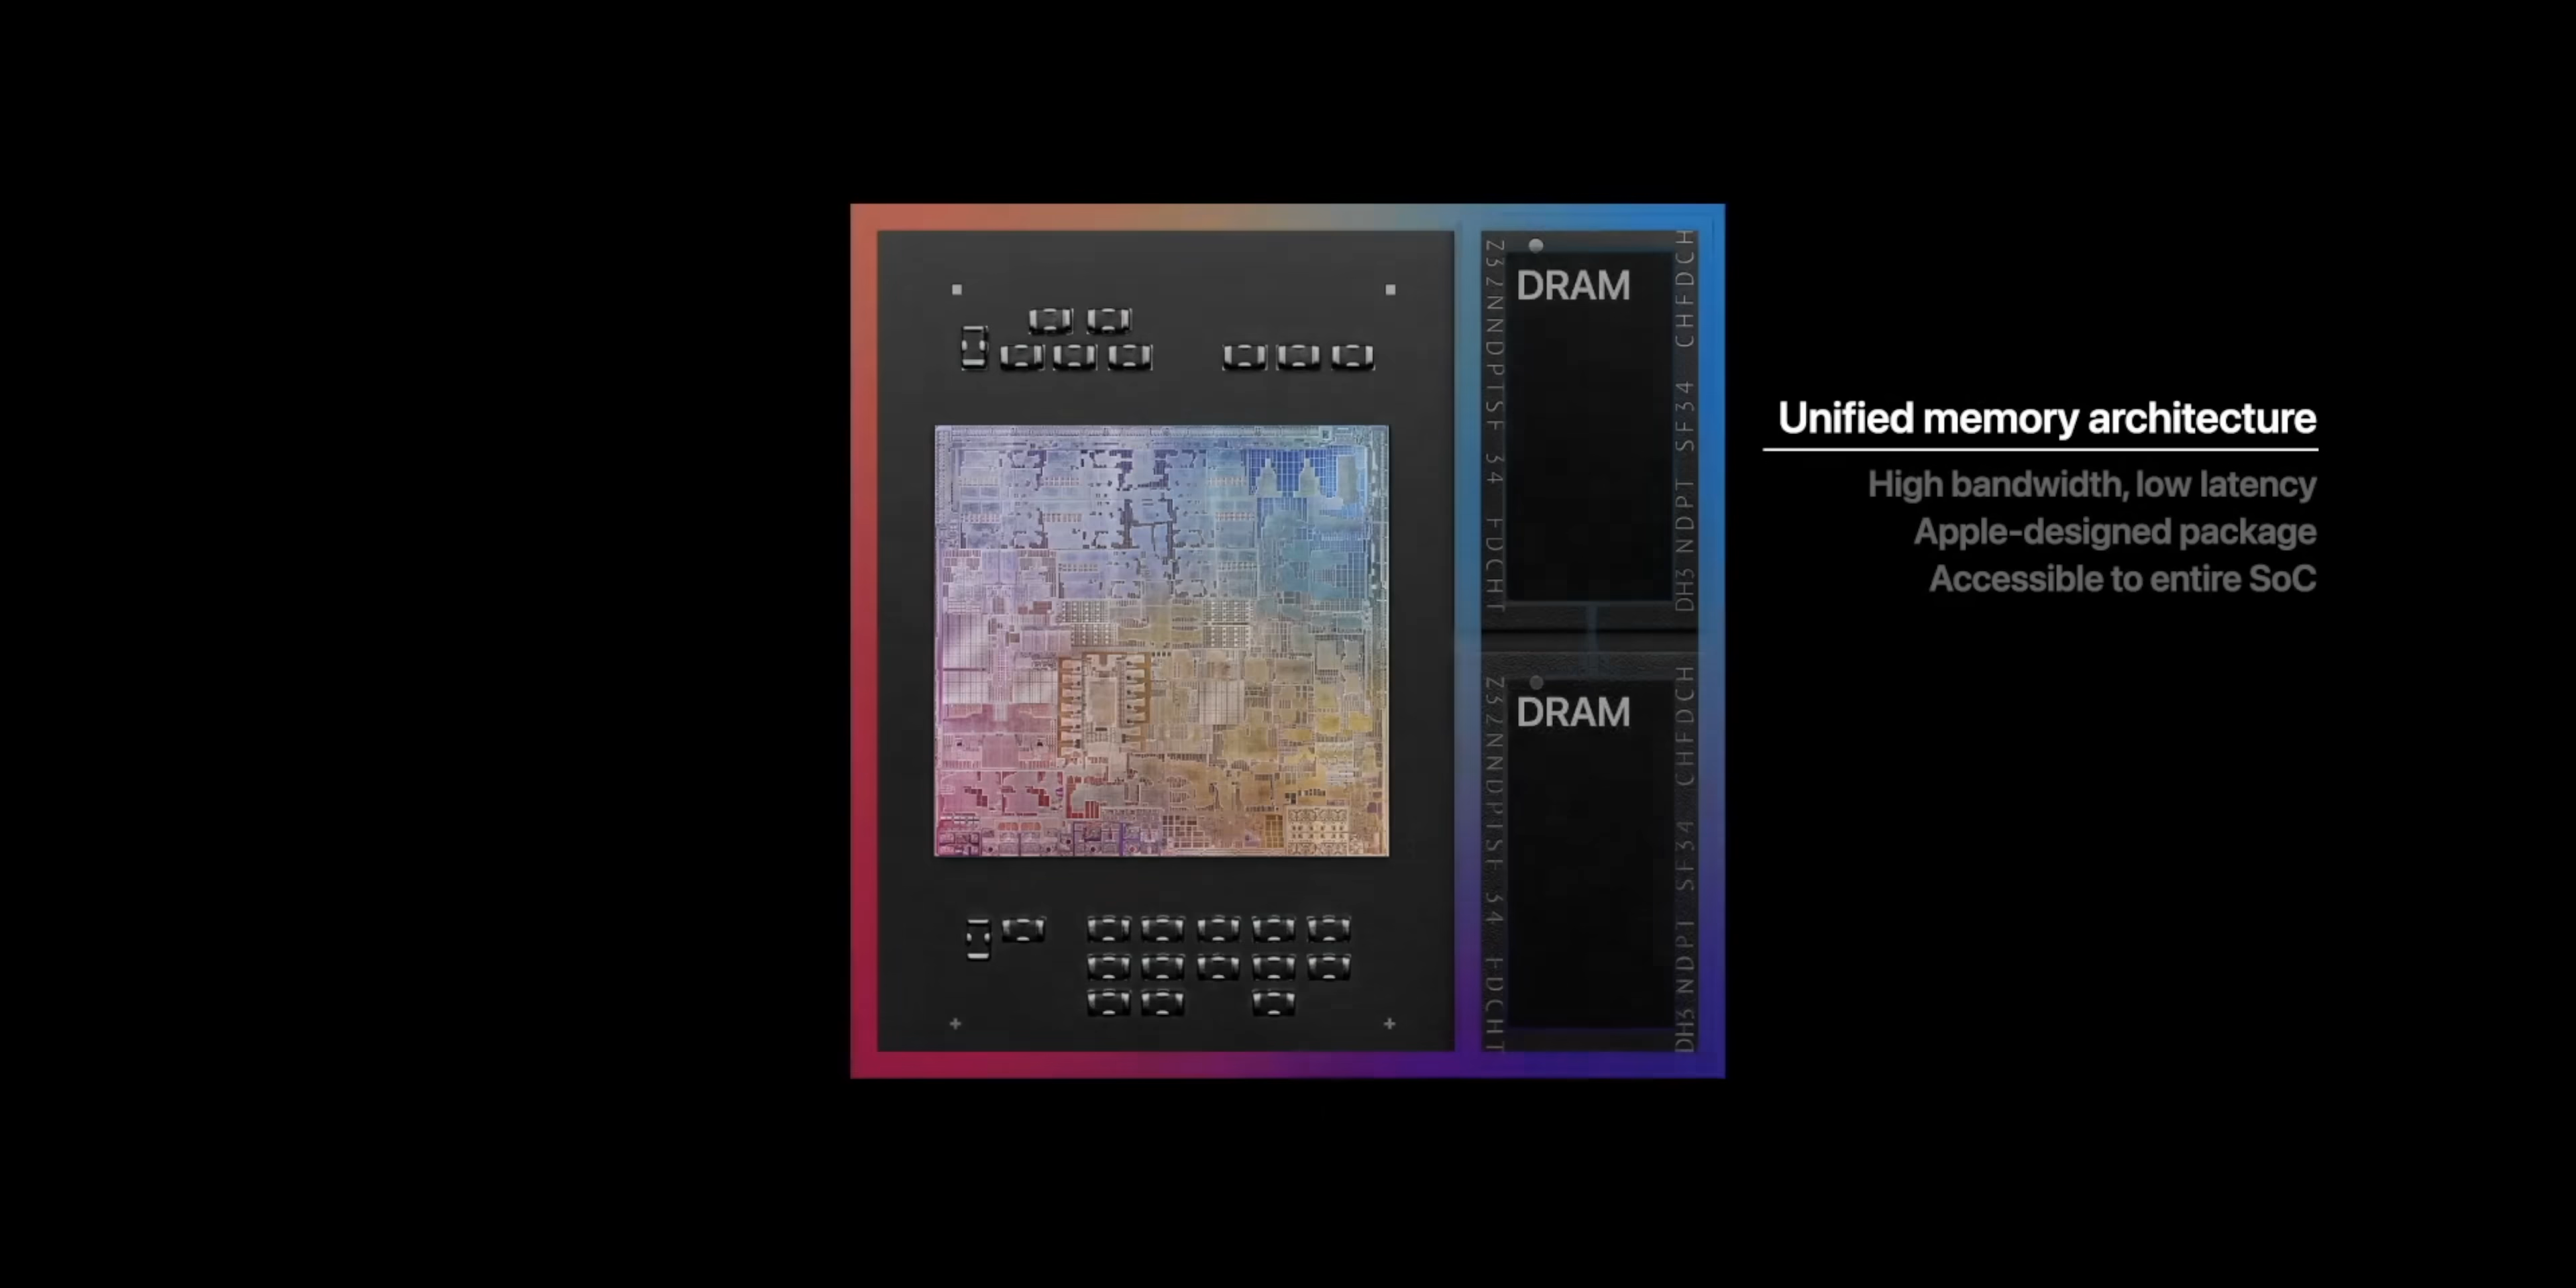 DRAM
DRAM
Unified memory architecture
High bandwidth, low latency
Apple-designed package
Accessible to entire SoC